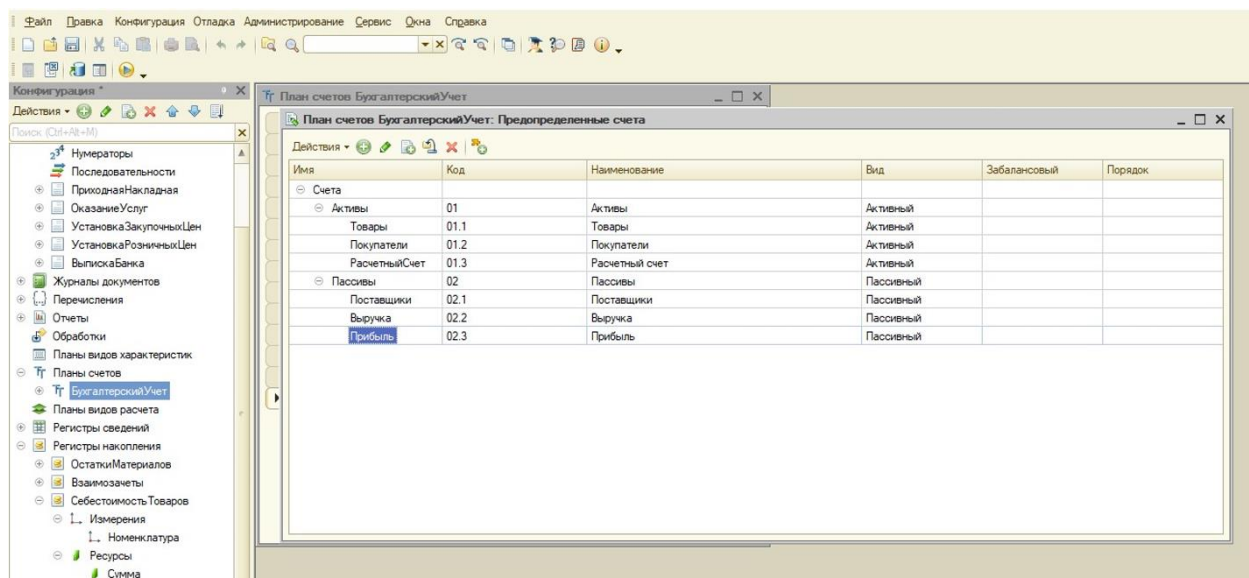 Файл Правка Конфигурация Отладка Администрирование Сервис Окна Справка
Конфигурация *
Действия
Поиск (Ctrl+Alt+M)
Нумераторы
Последовательности
ПриходнаяНакладная
ОказаниеУслуг
УстановкаЗакупочныхЦен
УстановкаРозничныхЦен
ВыпискаБанка
Журналы документов
Перечисления
Отчеты
Обработки
Планы видов характеристик
Планы счетов
БухгалтерскийУчет
Планы видов расчета
Регистры сведений
Регистры накопления
ОстаткиМатериалов
Взаимозачеты
СебестоимостьТоваров
Измерения
Номенклатура
Ресурсы
Сумма
План счетов БухгалтерскийУчет
План счетов БухгалтерскийУчет: Предопределенные счета
Действия
Имя Код Наименование Вид Забалансовый Порядок
Счета
Активы 01 Активы Активный
Товары 01.1 Товары Активный
Покупатели 01.2 Покупатели Активный
РасчетныйСчет 01.3 Расчетный счет Активный
Пассивы 02 Пассивы Пассивный
Поставщики 02.1 Поставщики Пассивный
Выручка 02.2 Выручка Пассивный
Прибыль 02.3 Прибыль Пассивный